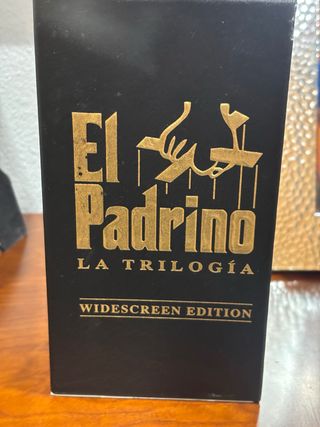 El
Padrino
LA TRILOGÍA
WIDESCREEN EDITION